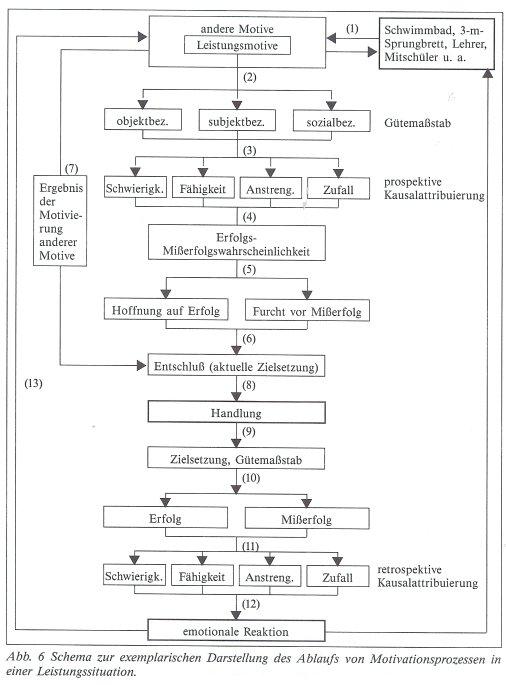 andere Motive
Leistungsmotive
(1)
Schwimmbad, 3-m-
Sprungbrett, Lehrer,
Mitschüler u. a.
(2)
objektbez.
subjektbez.
sozialbez.
Gütemaßstab
(3)
Schwierigk.
Fähigkeit
Anstreng.
Zufall
prospektive
Kausalattribuierung
(7)
Ergebnis
der
Motivie-
rung
anderer
Motive
(4)
Erfolgs-
Mißerfolgswahrscheinlichkeit
(5)
Hoffnung auf Erfolg
Furcht vor Mißerfolg
(6)
Entschluß (aktuelle Zielsetzung)
(13)
(8)
Handlung
(9)
Zielsetzung, Gütemaßstab
(10)
Erfolg
Mißerfolg
(11)
Schwierigk.
Fähigkeit
Anstreng.
Zufall
retrospektive
Kausalattribuierung
(12)
emotionale Reaktion
Abb. 6 Schema zur exemplarischen Darstellung des Ablaufs von Motivationsprozessen in
einer Leistungssituation.